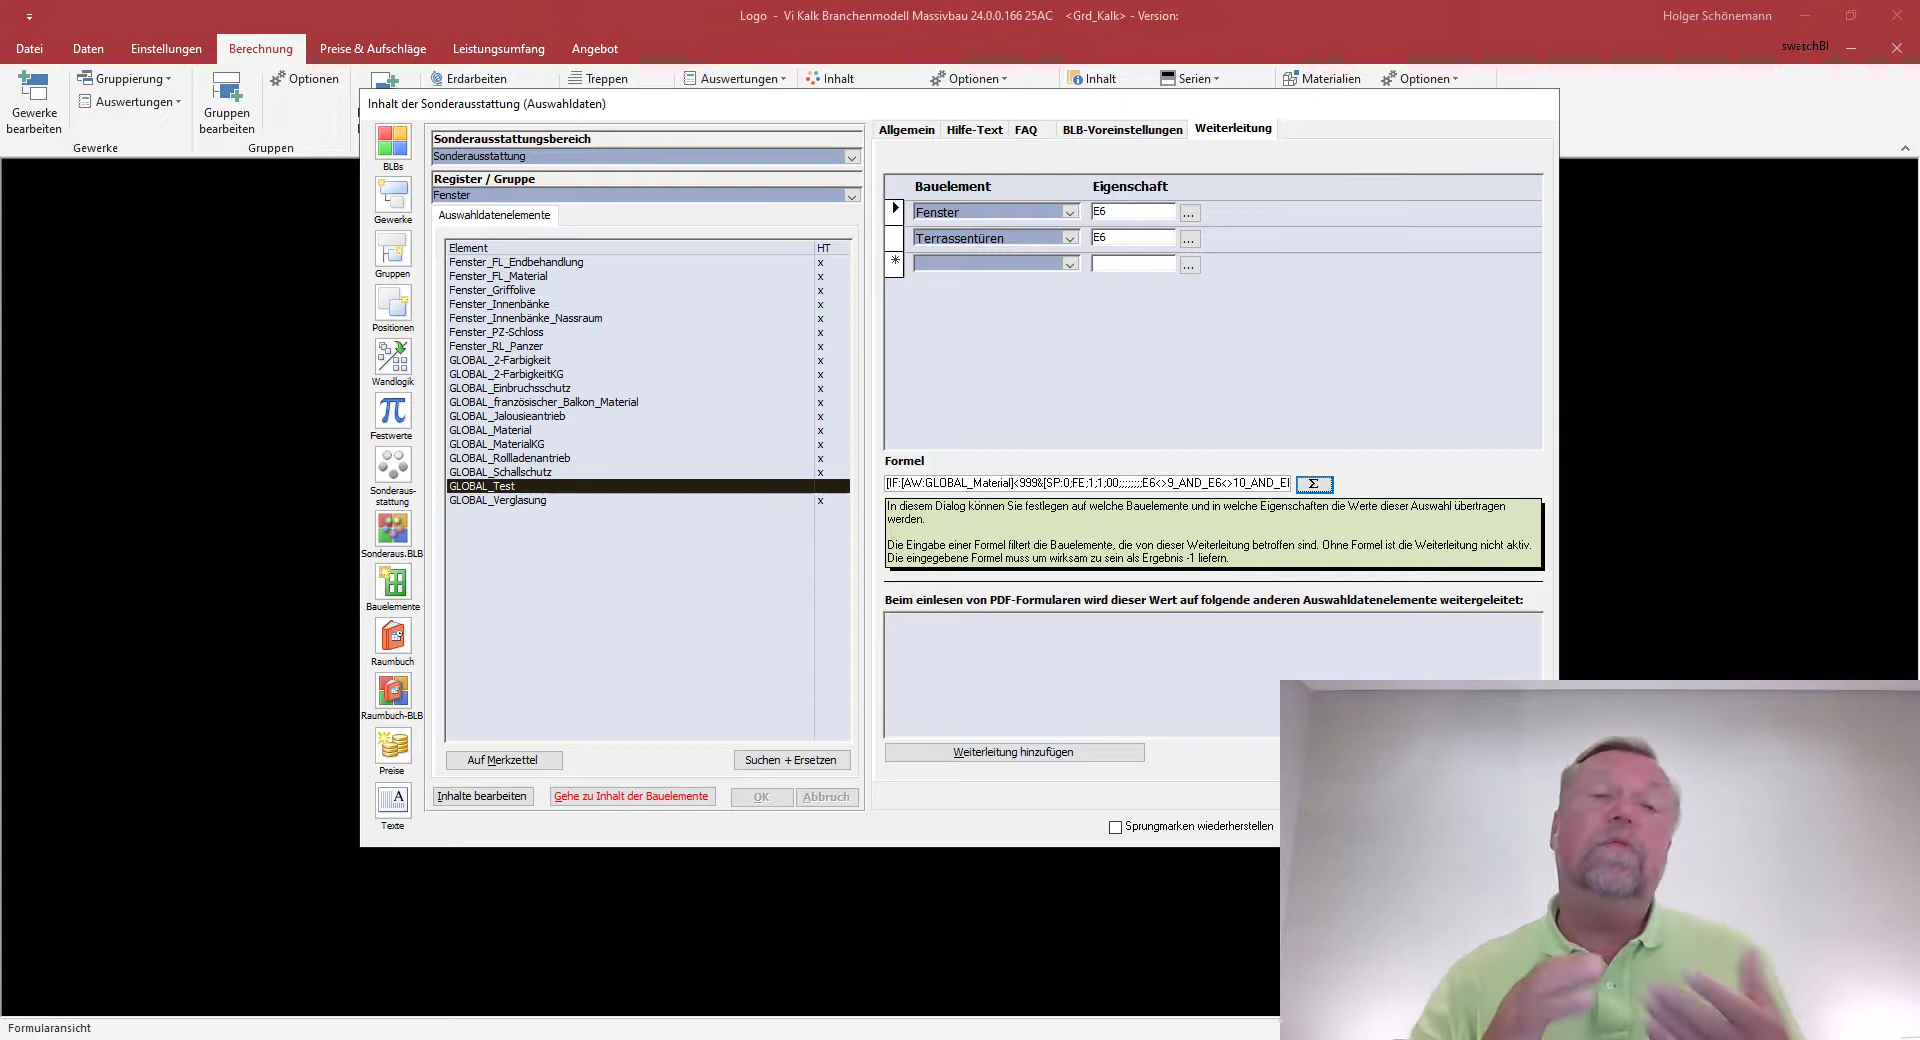 Logo - Vi Kalk Branchenmodell Massivbau 24.0.0.166 25AC <Grd_Kalk> - Version:
Holger Schönemann
Datei Daten Einstellungen Berechnung Preise & Aufschläge Leistungsumfang Angebot
swatchBI
Gewerke bearbeiten
Gruppierung
Auswertungen
Gewerke
Gruppen bearbeiten
Optionen
Gruppen
Erdarbeiten
Treppen
Auswertungen
Inhalt
Optionen
Inhalt
Serien
Materialien
Optionen
Inhalt der Sonderausstattung (Auswahldaten)
BLBs
Gewerke
Gruppen
Positionen
Wandlogik
Festwerte
Sonderaus-
stattung
Sonderaus.BLB
Bauelemente
Raumbuch
Raumbuch-BLB
Preise
Texte
Sonderausstattungsbereich
Sonderausstattung
Register / Gruppe
Fenster
Auswahldatenelemente
Element HT
Fenster_FL_Endbehandlung x
Fenster_FL_Material x
Fenster_Griffolive x
Fenster_Innenbänke x
Fenster_Innenbänke_Nassraum x
Fenster_PZ-Schloss x
Fenster_RL_Panzer x
GLOBAL_2-Farbigkeit x
GLOBAL_2-FarbigkeitKG x
GLOBAL_Einbruchsschutz x
GLOBAL_französischer_Balkon_Material x
GLOBAL_Jalousieantrieb x
GLOBAL_Material x
GLOBAL_MaterialKG x
GLOBAL_Rollladenantrieb x
GLOBAL_Schallschutz x
GLOBAL_Test
GLOBAL_Verglasung x
Auf Merkzettel
Suchen + Ersetzen
Inhalte bearbeiten
Gehe zu Inhalt der Bauelemente
OK
Abbruch
Allgemein Hilfe-Text FAQ BLB-Voreinstellungen Weiterleitung
Bauelement Eigenschaft
Fenster E6 ...
Terrassentüren E6 ...
...
Formel
[IF:[AW:GLOBAL_Material]<999&[SP:0;FE;1;1;00;;;;;;;;E6<>9_AND_E6<>10_AND_EI
Σ
In diesem Dialog können Sie festlegen auf welche Bauelemente und in welche Eigenschaften die Werte dieser Auswahl übertragen
werden.
Die Eingabe einer Formel filtert die Bauelemente, die von dieser Weiterleitung betroffen sind. Ohne Formel ist die Weiterleitung nicht aktiv.
Die eingegebene Formel muss um wirksam zu sein als Ergebnis -1 liefern.
Beim einlesen von PDF-Formularen wird dieser Wert auf folgende anderen Auswahldatenelemente weitergeleitet:
Weiterleitung hinzufügen
Sprungmarken wiederherstellen
Formularansicht